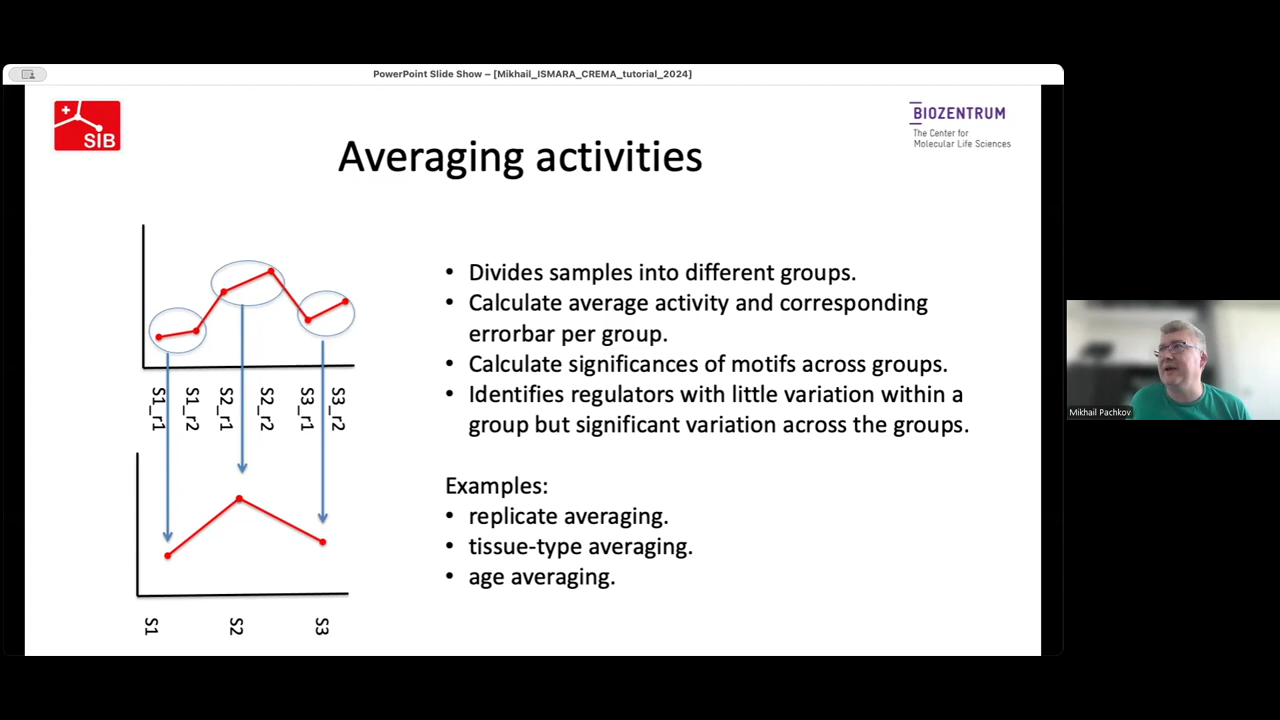 PowerPoint Slide Show – [Mikhail_ISMARA_CREMA_tutorial_2024]
SIB
BIOZENTRUM
The Center for
Molecular Life Sciences
Averaging activities
• Divides samples into different groups.
• Calculate average activity and corresponding
errorbar per group.
• Calculate significances of motifs across groups.
• Identifies regulators with little variation within a
group but significant variation across the groups.
Examples:
• replicate averaging.
• tissue-type averaging.
• age averaging.
S1_r1
S1_r2
S2_r1
S2_r2
S3_r1
S3_r2
S1
S2
S3
Mikhail Pachkov